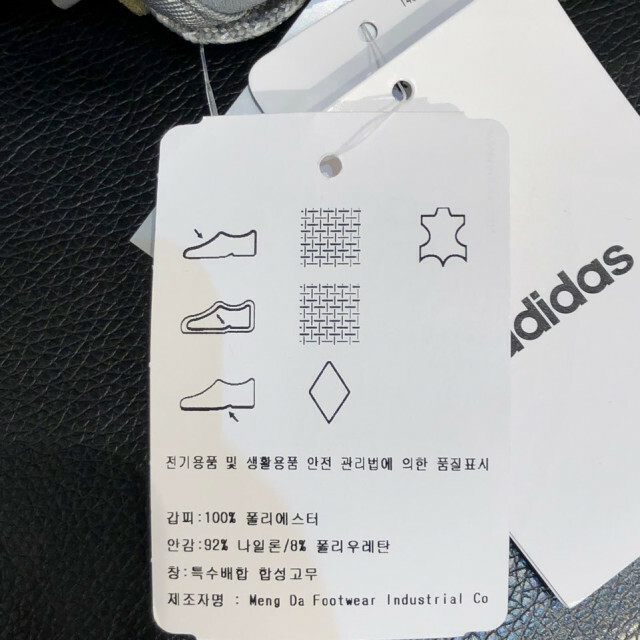 adidas
전기용품 및 생활용품 안전 관리법에 의한 품질표시
갑피:100% 폴리에스터
안감:92% 나일론/8% 폴리우레탄
창:특수배합 합성고무
제조자명 : Meng Da Footwear Industrial Co